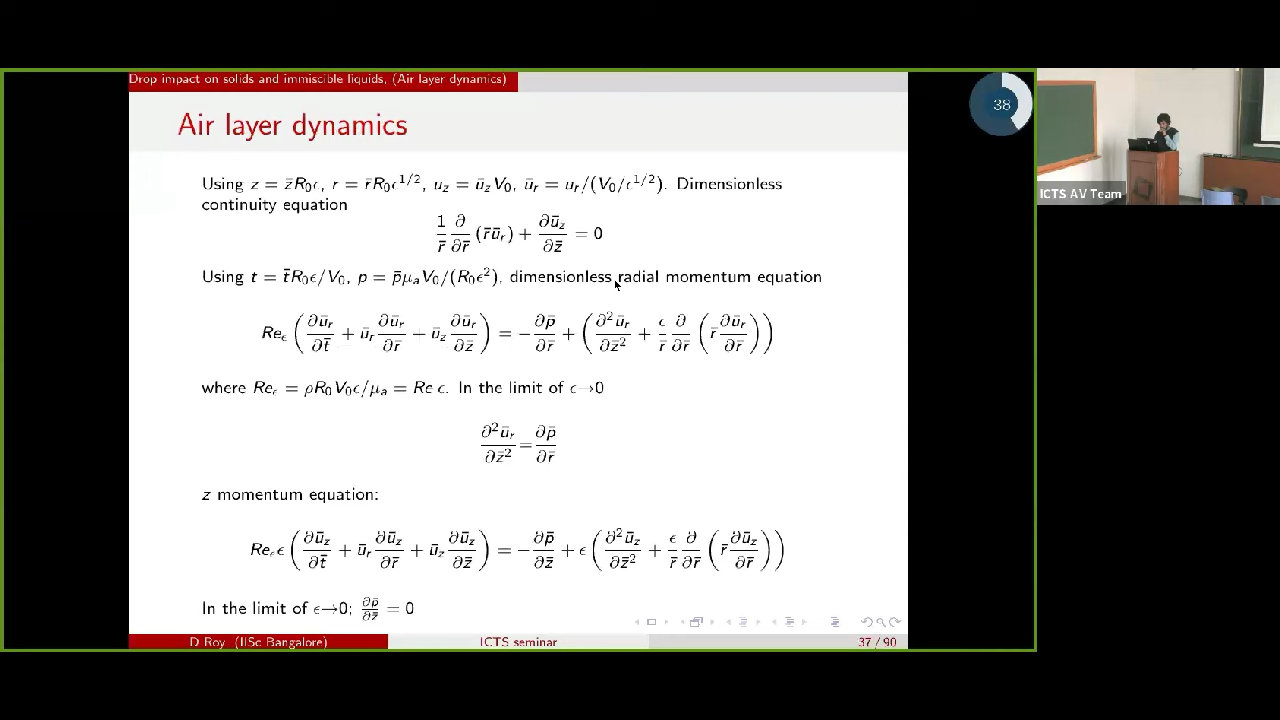 Drop impact on solids and immiscible liquids, (Air layer dynamics)
38
Air layer dynamics
ICTS AV Team
Using z = z̄R₀ϵ, r = r̄R₀ϵ^{1/2}, u_z = ū_zV₀, ū_r = u_r/(V₀/ϵ^{1/2}). Dimensionless
continuity equation
1/r̄ ∂/∂r̄ (r̄ū_r) + ∂ū_z/∂z̄ = 0
Using t = t̄R₀ϵ/V₀, p = p̄μ_aV₀/(R₀ϵ²), dimensionless radial momentum equation
Re_ϵ (∂ū_r/∂t̄ + ū_r ∂ū_r/∂r̄ + ū_z ∂ū_r/∂z̄) = −∂p̄/∂r̄ + (∂²ū_r/∂z̄² + ϵ/r̄ ∂/∂r̄ (r̄ ∂ū_r/∂r̄))
where Re_ϵ = ρR₀V₀ϵ/μ_a = Re ϵ. In the limit of ϵ→0
∂²ū_r/∂z̄² = ∂p̄/∂r̄
z momentum equation:
Re_ϵ ϵ (∂ū_z/∂t̄ + ū_r ∂ū_z/∂r̄ + ū_z ∂ū_z/∂z̄) = −∂p̄/∂z̄ + ϵ (∂²ū_z/∂z̄² + ϵ/r̄ ∂/∂r̄ (r̄ ∂ū_z/∂r̄))
In the limit of ϵ→0; ∂p̄/∂z̄ = 0
D Roy (IISc Bangalore) ICTS seminar 37 / 90